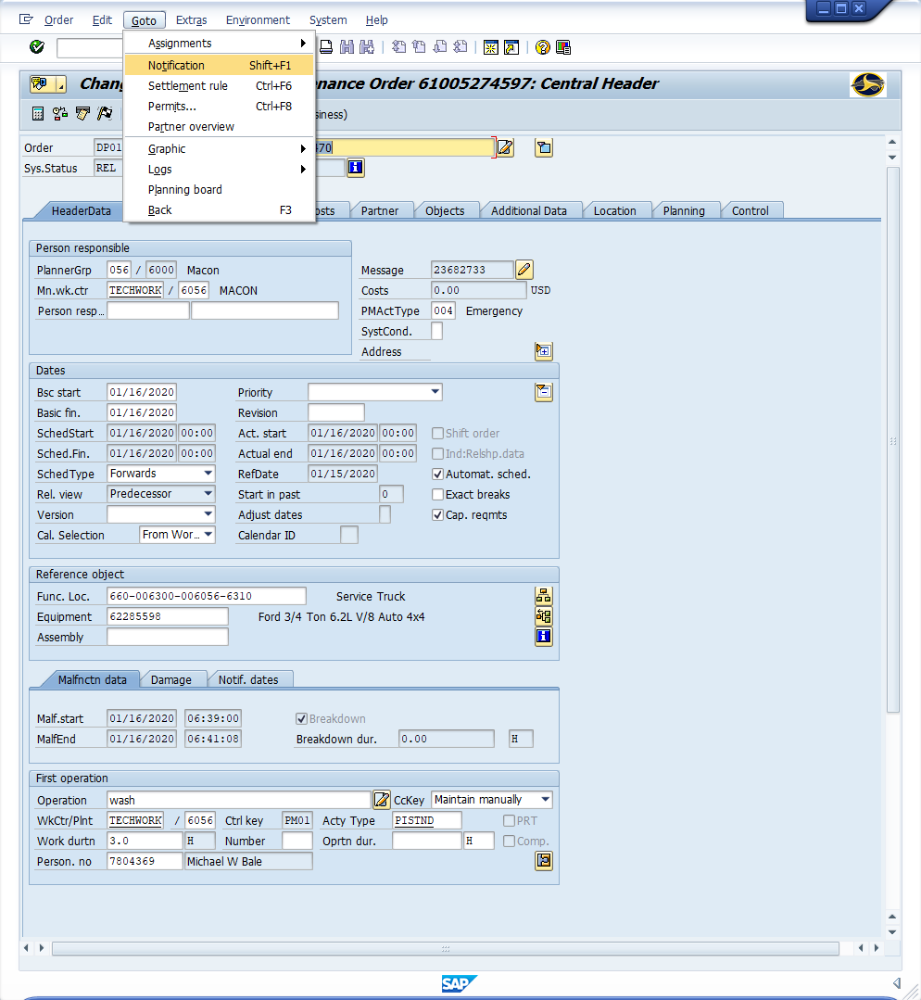 Order Edit Goto Extras Environment System Help
Assignments
Notification Shift+F1
Settlement rule Ctrl+F6
Permits... Ctrl+F8
Partner overview
Graphic
Logs
Planning board
Back F3
Chang nance Order 61005274597: Central Header
siness)
Order DP01 470
Sys.Status REL
HeaderData osts Partner Objects Additional Data Location Planning Control
Person responsible
PlannerGrp 056 / 6000 Macon
Mn.wk.ctr TECHWORK / 6056 MACON
Person resp...
Message 23682733
Costs 0.00 USD
PMActType 004 Emergency
SystCond.
Address
Dates
Bsc start 01/16/2020 Priority
Basic fin. 01/16/2020 Revision
SchedStart 01/16/2020 00:00 Act. start 01/16/2020 00:00 Shift order
Sched.Fin. 01/16/2020 00:00 Actual end 01/16/2020 00:00 Ind:Relshp.data
SchedType Forwards RefDate 01/15/2020 Automat. sched.
Rel. view Predecessor Start in past 0 Exact breaks
Version Adjust dates Cap. reqmts
Cal. Selection From Wor... Calendar ID
Reference object
Func. Loc. 660-006300-006056-6310 Service Truck
Equipment 62285598 Ford 3/4 Ton 6.2L V/8 Auto 4x4
Assembly
Malfnctn data Damage Notif. dates
Malf.start 01/16/2020 06:39:00 Breakdown
MalfEnd 01/16/2020 06:41:08 Breakdown dur. 0.00 H
First operation
Operation wash CcKey Maintain manually
WkCtr/Plnt TECHWORK / 6056 Ctrl key PM01 Acty Type PISTND PRT
Work durtn 3.0 H Number Oprtn dur. H Comp.
Person. no 7804369 Michael W Bale
SAP